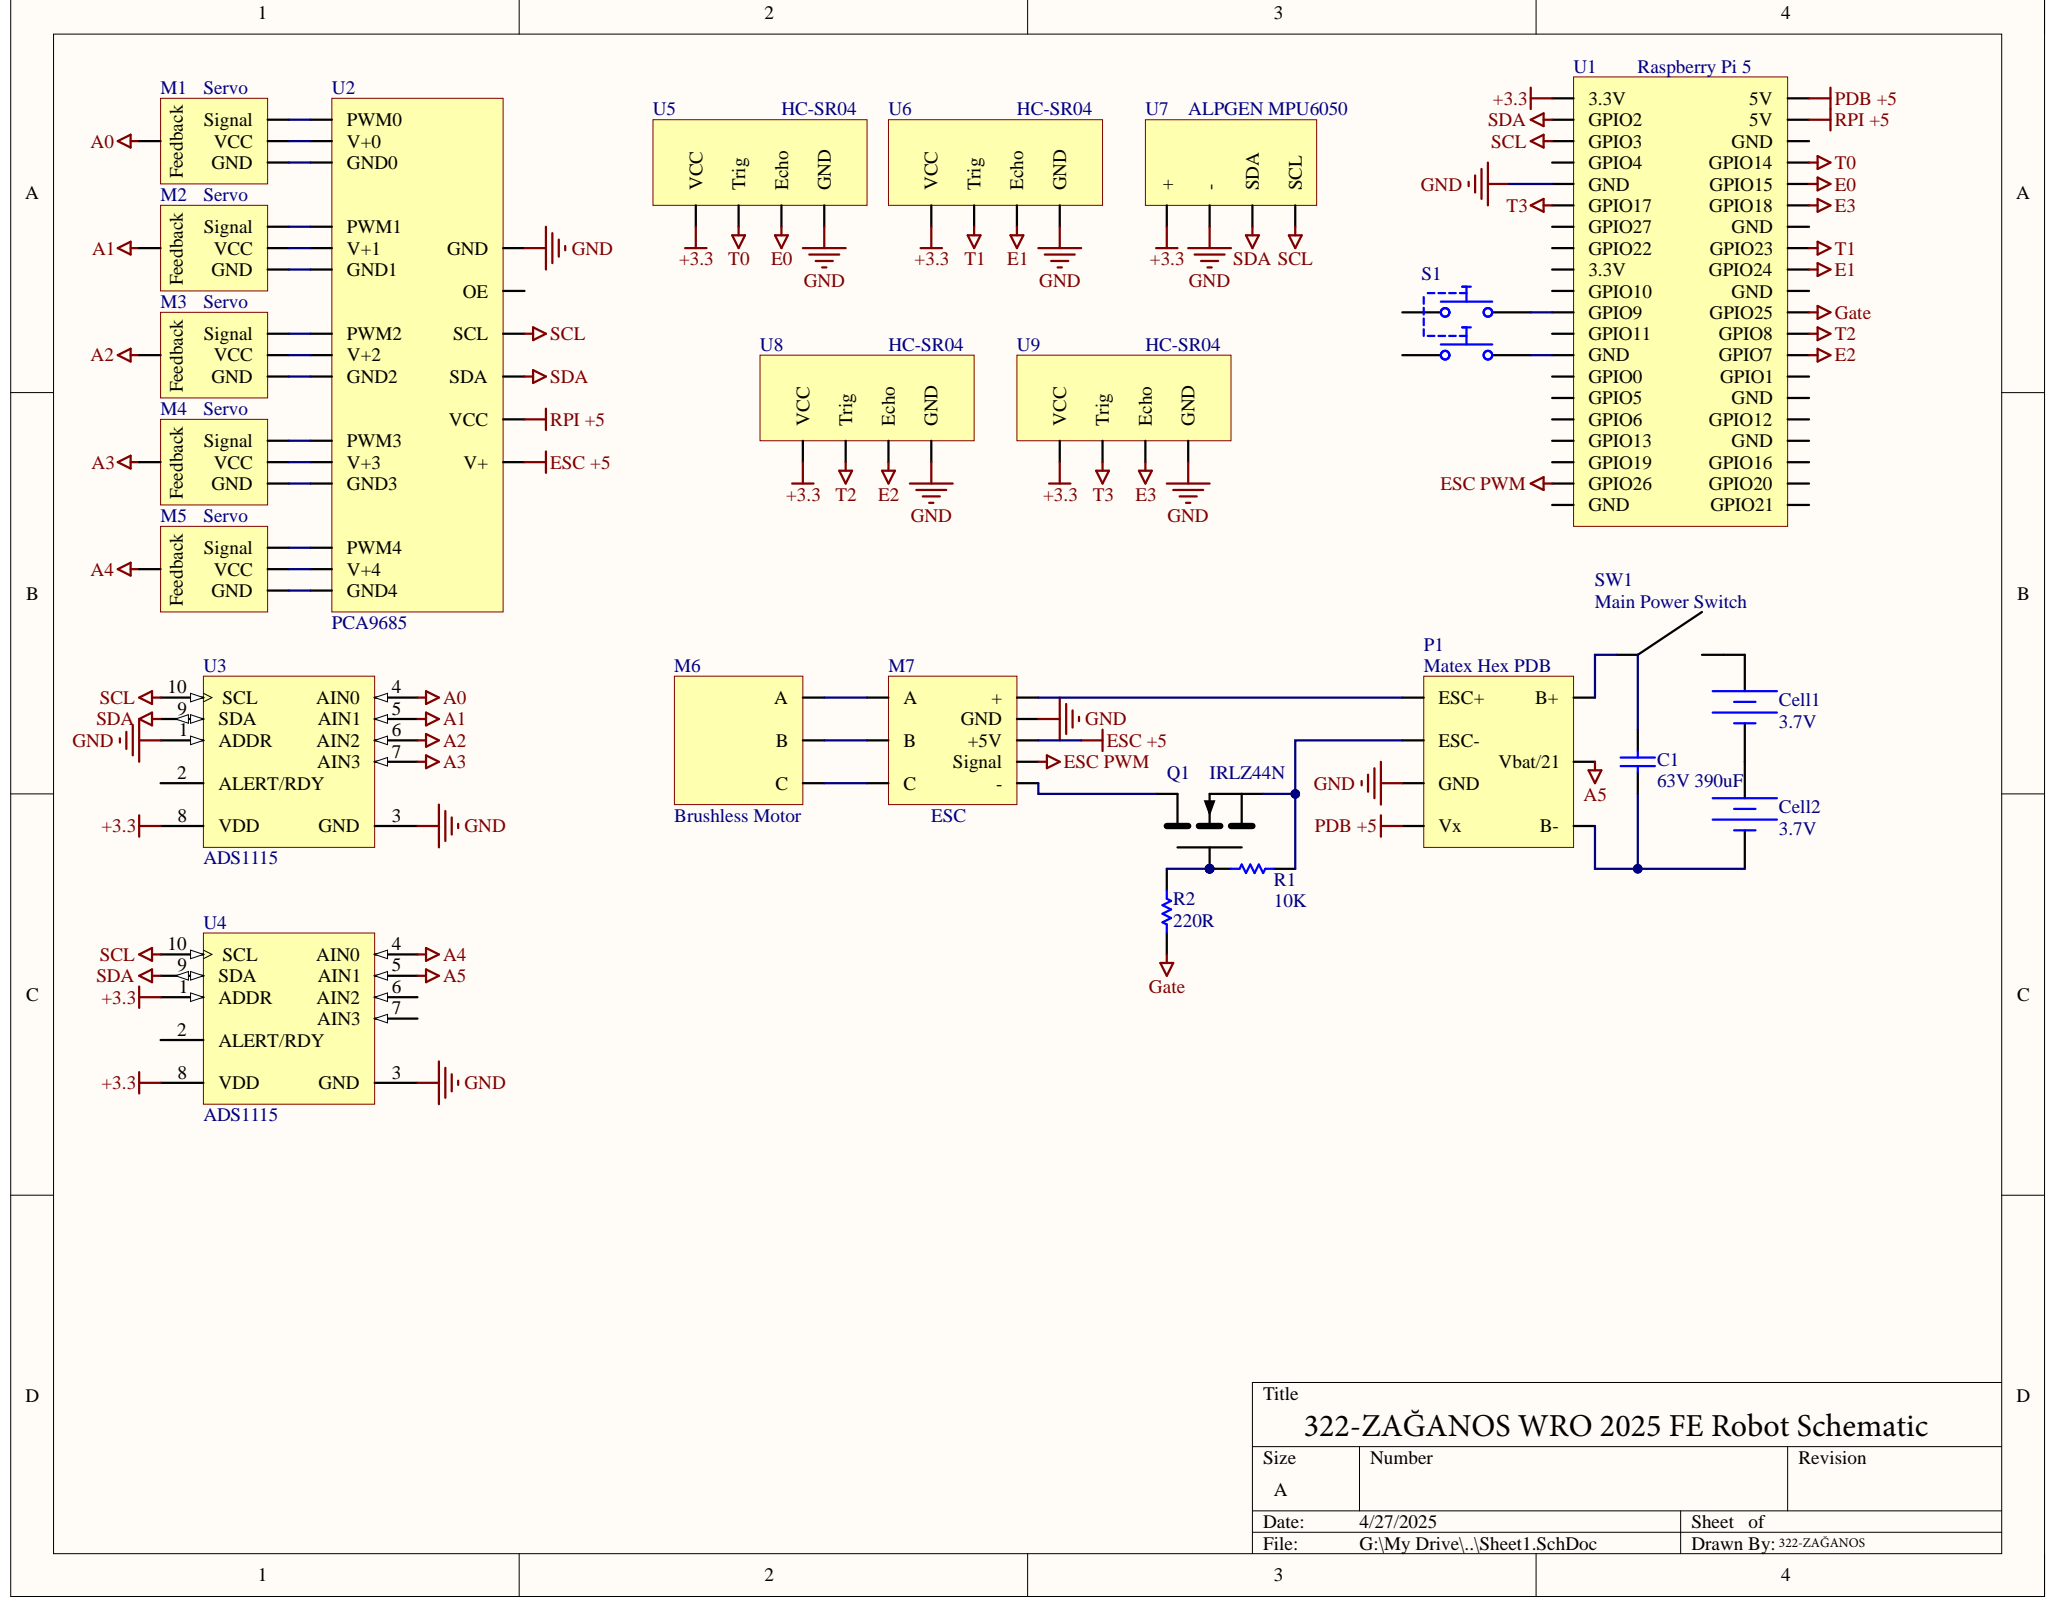 1 2 3 4
A
B
C
D
A
B
C
D
M1 Servo
Feedback
Signal
VCC
GND
A0
M2 Servo
Feedback
Signal
VCC
GND
A1
M3 Servo
Feedback
Signal
VCC
GND
A2
M4 Servo
Feedback
Signal
VCC
GND
A3
M5 Servo
Feedback
Signal
VCC
GND
A4
U2
PWM0
V+0
GND0
PWM1
V+1
GND1
PWM2
V+2
GND2
PWM3
V+3
GND3
PWM4
V+4
GND4
GND GND
OE
SCL SCL
SDA SDA
VCC RPI +5
V+ ESC +5
PCA9685
U5 HC-SR04
VCC Trig Echo GND
+3.3 T0 E0 GND
U6 HC-SR04
VCC Trig Echo GND
+3.3 T1 E1 GND
U7 ALPGEN MPU6050
+ - SDA SCL
+3.3 GND SDA SCL
U8 HC-SR04
VCC Trig Echo GND
+3.3 T2 E2 GND
U9 HC-SR04
VCC Trig Echo GND
+3.3 T3 E3 GND
U1 Raspberry Pi 5
+3.3 3.3V 5V PDB +5
SDA GPIO2 5V RPI +5
SCL GPIO3 GND
GPIO4 GPIO14 T0
GND GND GPIO15 E0
T3 GPIO17 GPIO18 E3
GPIO27 GND
GPIO22 GPIO23 T1
3.3V GPIO24 E1
GPIO10 GND
GPIO9 GPIO25 Gate
GPIO11 GPIO8 T2
GND GPIO7 E2
GPIO0 GPIO1
GPIO5 GND
GPIO6 GPIO12
GPIO13 GND
GPIO19 GPIO16
ESC PWM GPIO26 GPIO20
GND GPIO21
S1
U3
SCL 10 SCL AIN0 4 A0
SDA 9 SDA AIN1 5 A1
GND 1 ADDR AIN2 6 A2
AIN3 7 A3
2 ALERT/RDY
+3.3 8 VDD GND 3 GND
ADS1115
U4
SCL 10 SCL AIN0 4 A4
SDA 9 SDA AIN1 5 A5
+3.3 1 ADDR AIN2 6
AIN3 7
2 ALERT/RDY
+3.3 8 VDD GND 3 GND
ADS1115
M6
A
B
C
Brushless Motor
M7
A +
GND GND
B +5V ESC +5
Signal ESC PWM
C -
ESC
Q1 IRLZ44N
R1
10K
R2
220R
Gate
P1
Matex Hex PDB
ESC+ B+
ESC-
Vbat/21
GND GND
A5
PDB +5 Vx B-
SW1
Main Power Switch
C1
63V 390uF
Cell1
3.7V
Cell2
3.7V
Title
322-ZAĞANOS WRO 2025 FE Robot Schematic
Size Number Revision
A
Date: 4/27/2025 Sheet of
File: G:\My Drive\..\Sheet1.SchDoc Drawn By: 322-ZAĞANOS
1 2 3 4